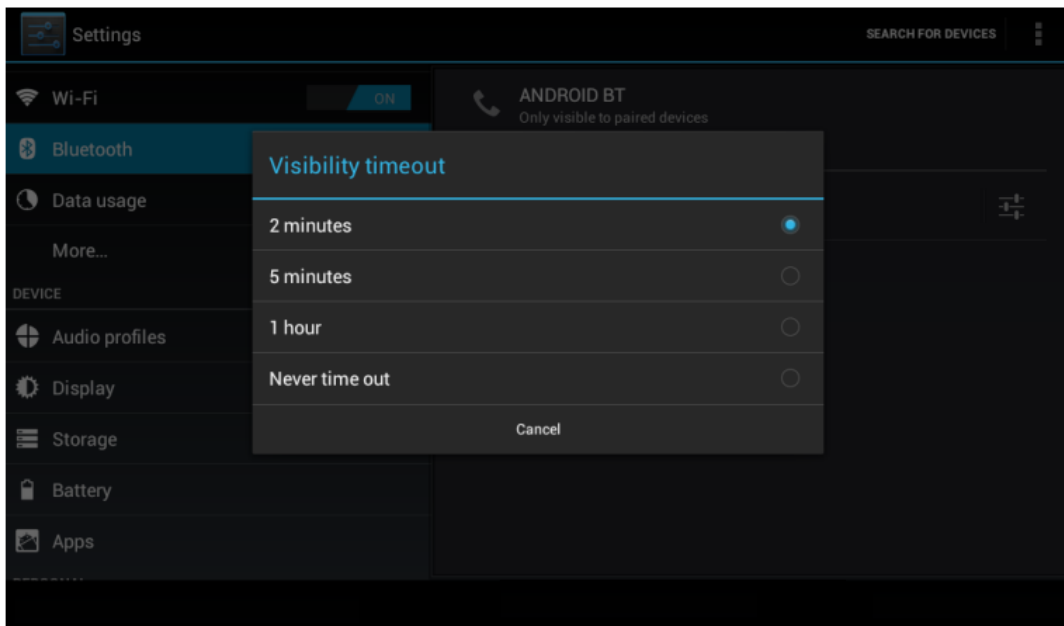 Settings
SEARCH FOR DEVICES
Wi-Fi
ON
ANDROID BT
Only visible to paired devices
Bluetooth
Visibility timeout
Data usage
2 minutes
More...
5 minutes
DEVICE
1 hour
Audio profiles
Never time out
Display
Cancel
Storage
Battery
Apps